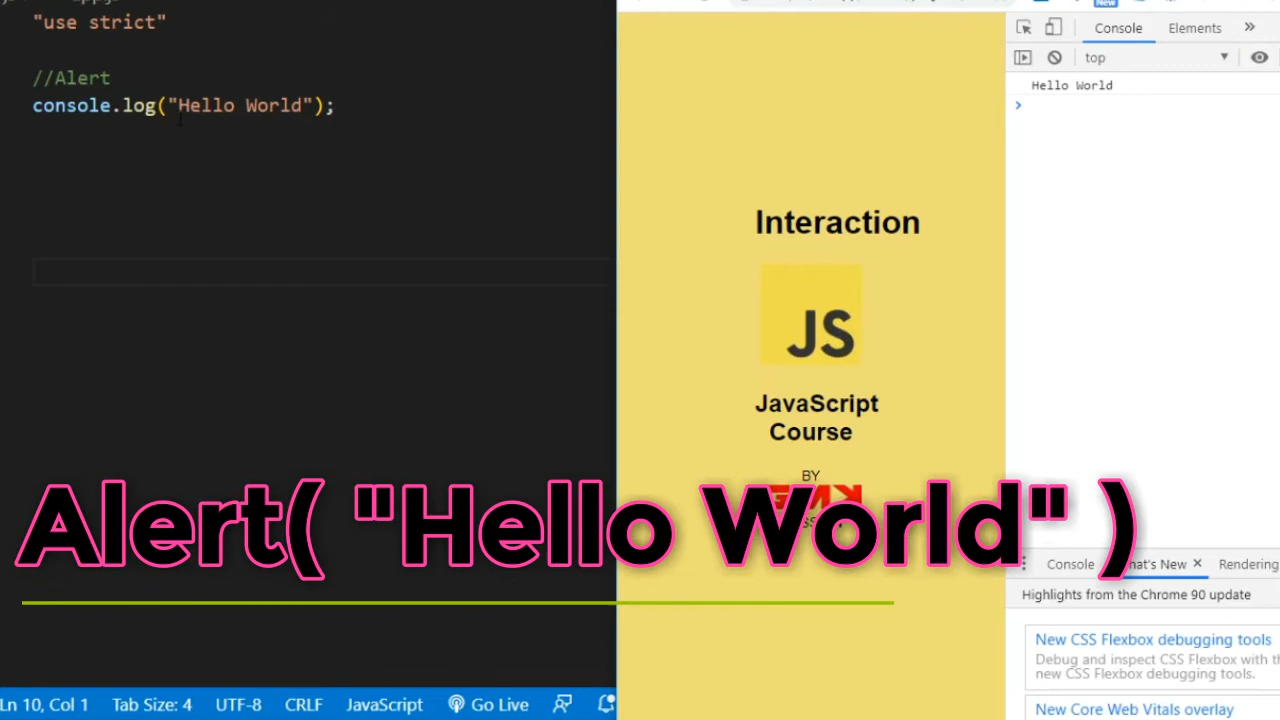 "use strict"
//Alert
console.log("Hello World");
Interaction
JS
JavaScript
Course
BY
Alert( "Hello World" )
Ln 10, Col 1 Tab Size: 4 UTF-8 CRLF JavaScript Go Live
New
Console Elements »
top
Hello World
Console What's New × Rendering
Highlights from the Chrome 90 update
New CSS Flexbox debugging tools
Debug and inspect CSS Flexbox with the
new CSS Flexbox debugging tools.
New Core Web Vitals overlay